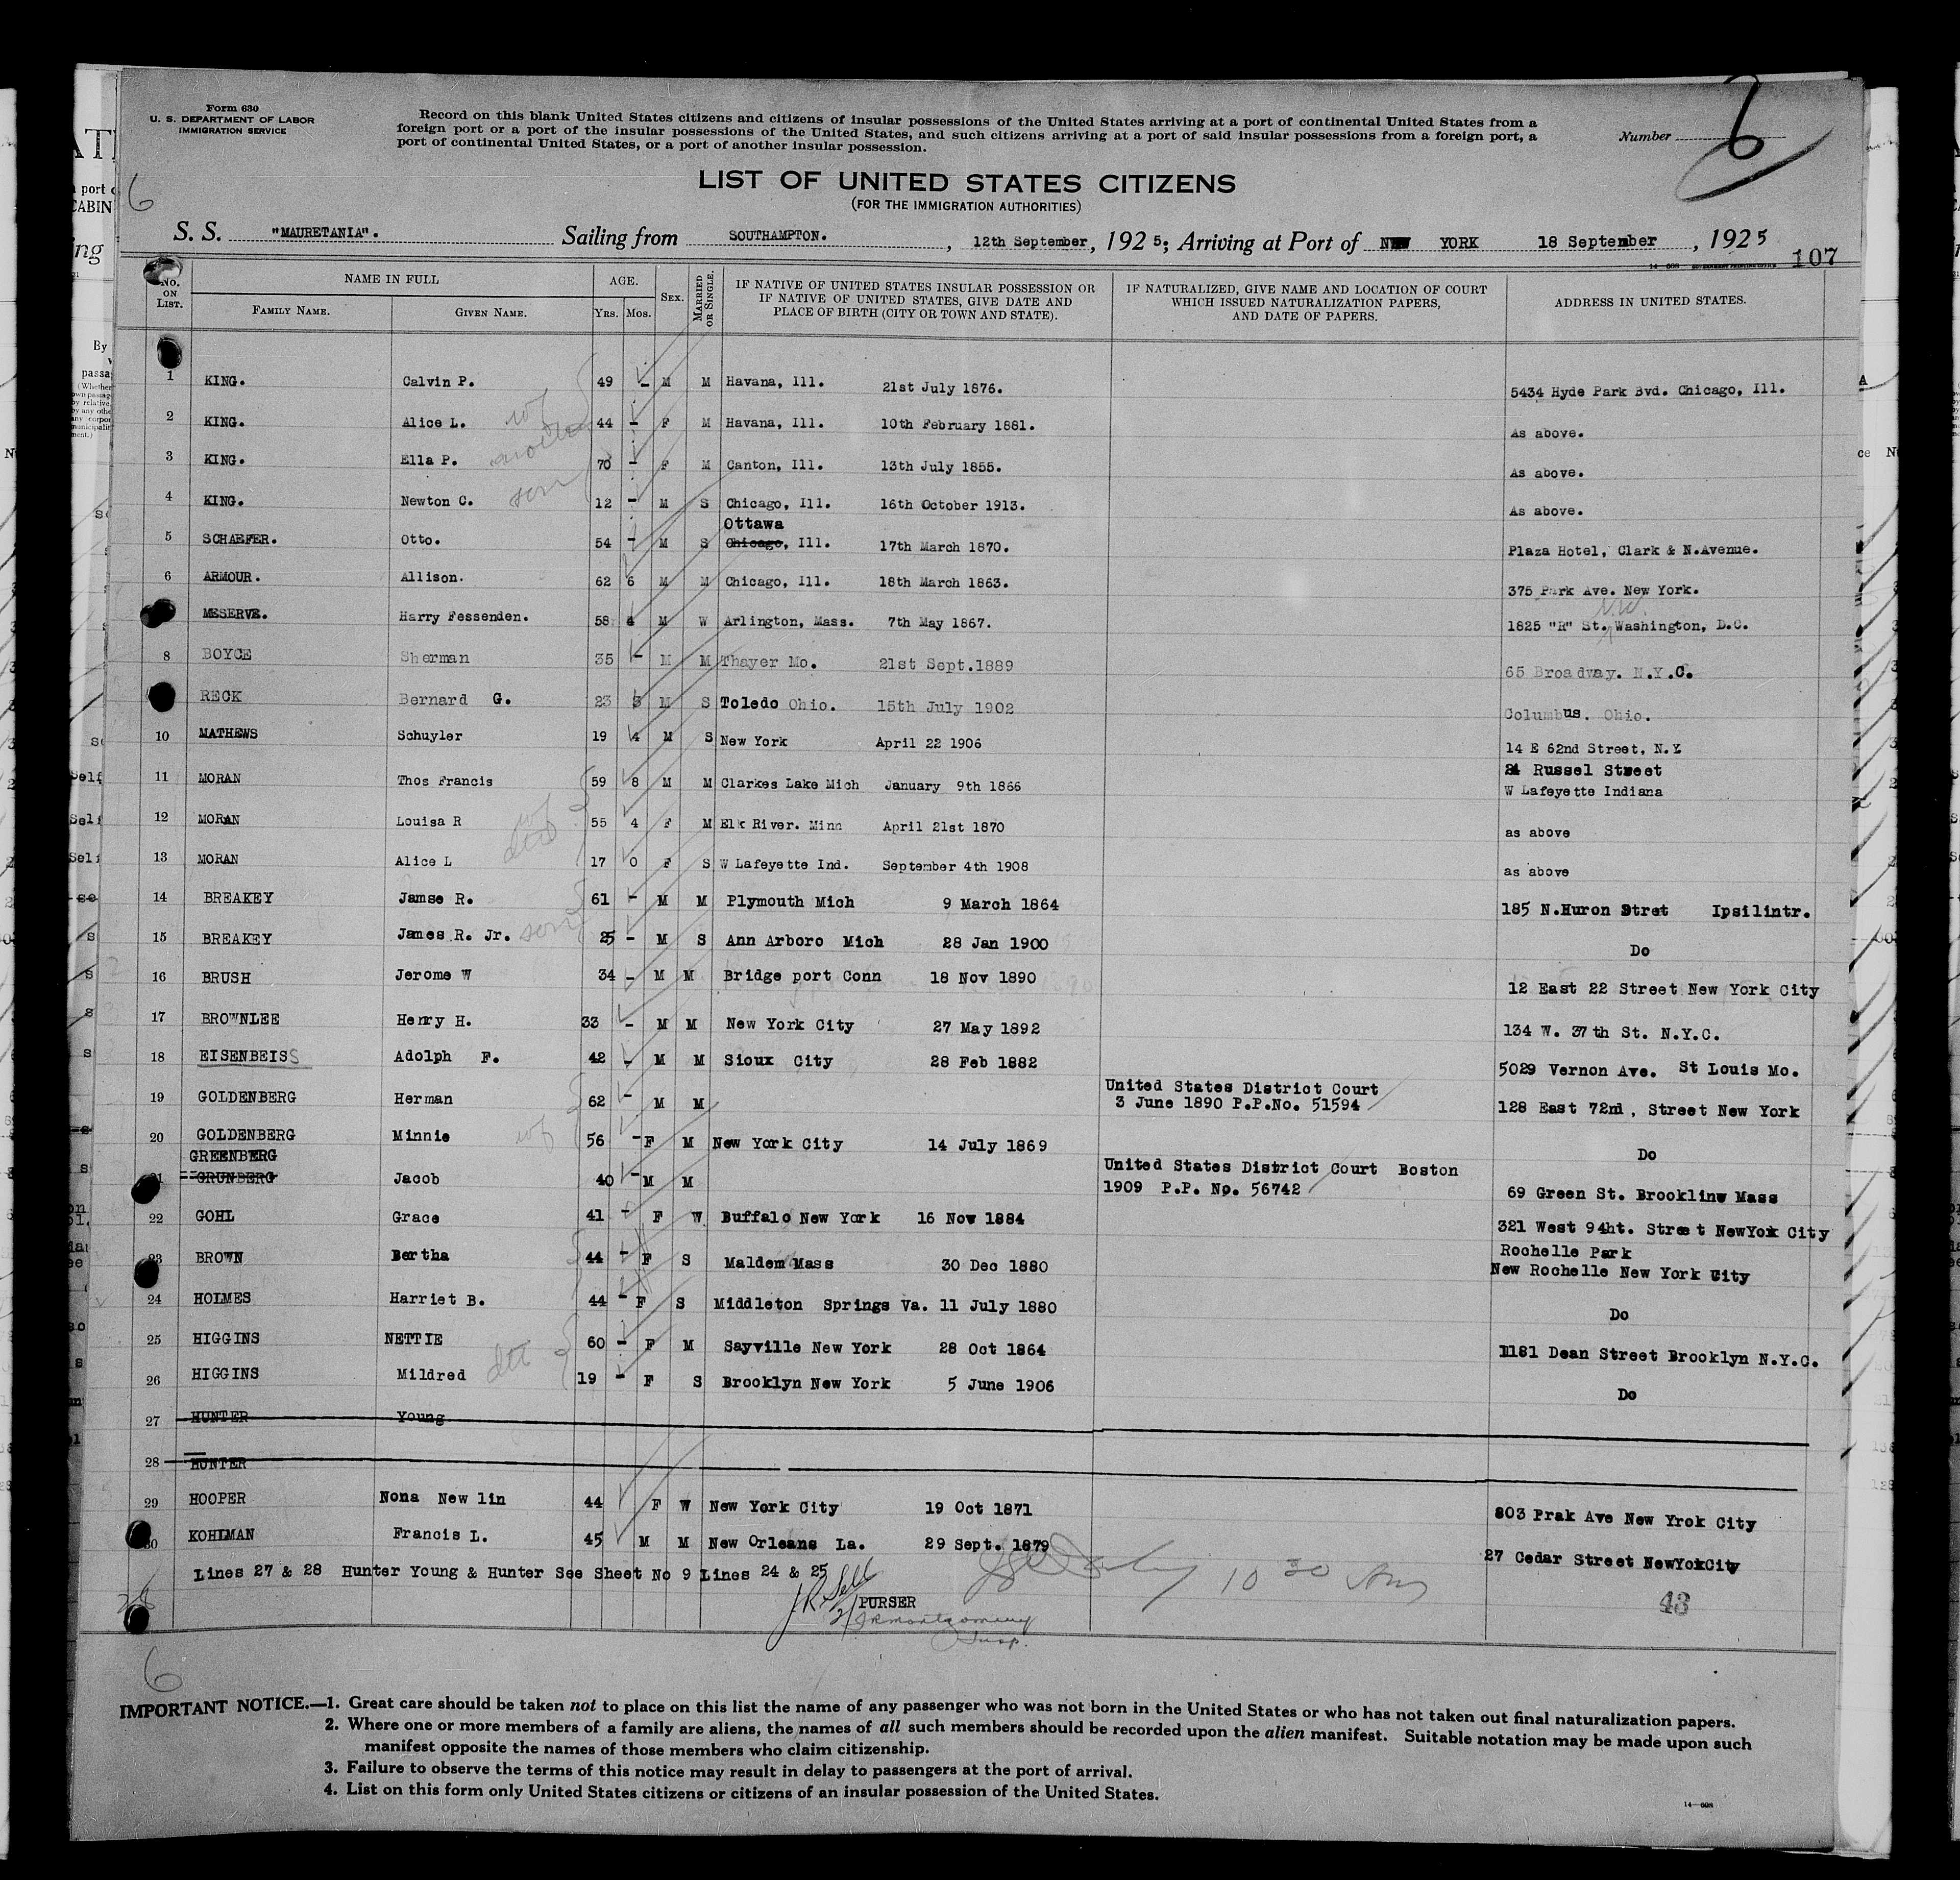 Form 630
U. S. DEPARTMENT OF LABOR
IMMIGRATION SERVICE
Record on this blank United States citizens and citizens of insular possessions of the United States arriving at a port of continental United States from a
foreign port or a port of the insular possessions of the United States, and such citizens arriving at a port of said insular possessions from a foreign port, a
port of continental United States, or a port of another insular possession.
Number 6
6
LIST OF UNITED STATES CITIZENS
(FOR THE IMMIGRATION AUTHORITIES)
S. S. "MAURETANIA". Sailing from SOUTHAMPTON. , 12th September, 1925; Arriving at Port of NEW YORK 18 September , 1925
107
No. ON LIST. NAME IN FULL FAMILY NAME. GIVEN NAME. AGE. YRS. MOS. SEX. MARRIED OR SINGLE. IF NATIVE OF UNITED STATES INSULAR POSSESSION OR IF NATIVE OF UNITED STATES, GIVE DATE AND PLACE OF BIRTH (CITY OR TOWN AND STATE). IF NATURALIZED, GIVE NAME AND LOCATION OF COURT WHICH ISSUED NATURALIZATION PAPERS, AND DATE OF PAPERS. ADDRESS IN UNITED STATES.
1 KING. Calvin P. 49 - M M Havana, Ill. 21st July 1876. 5434 Hyde Park Bvd. Chicago, Ill.
2 KING. Alice L. wf 44 - F M Havana, Ill. 10th February 1881. As above.
3 KING. Ella P. mother 70 - F M Canton, Ill. 13th July 1855. As above.
4 KING. Newton C. son 12 - M S Chicago, Ill. 16th October 1913. As above.
Ottawa
5 SCHAEFER. Otto. 54 - M S Chicago, Ill. 17th March 1870. Plaza Hotel, Clark & N.Avenue.
6 ARMOUR. Allison. 62 6 M M Chicago, Ill. 18th March 1863. 375 Park Ave. New York.
MESERVE. Harry Fessenden. 58 4 M W Arlington, Mass. 7th May 1867. 1825 "R" St. N.W. Washington, D.C.
8 BOYCE Sherman 35 - M M Thayer Mo. 21st Sept.1889 65 Broadway. N.Y.C.
RECK Bernard G. 23 3 M S Toledo Ohio. 15th July 1902 Columbus. Ohio.
10 MATHEWS Schuyler 19 4 M S New York April 22 1906 14 E 62nd Street, N.Y
11 MORAN Thos Francis 59 8 M M Clarkes Lake Mich January 9th 1866 Russel Street
W Lafeyette Indiana
12 MORAN Louisa R wf 55 4 F M Elk River. Minn April 21st 1870 as above
13 MORAN Alice L dtr 17 0 F S W Lafeyette Ind. September 4th 1908 as above
14 BREAKEY Jamse R. 61 - M M Plymouth Mich 9 March 1864 185 N.Huron Stret Ipsilintr.
15 BREAKEY James R. Jr. son 25 - M S Ann Arboro Mich 28 Jan 1900 Do
16 BRUSH Jerome W 34 - M M Bridge port Conn 18 Nov 1890 12 East 22 Street New York City
17 BROWNLEE Henry H. 33 - M M New York City 27 May 1892 134 W. 37th St. N.Y.C.
18 EISENBEISS Adolph F. 42 - M M Sioux City 28 Feb 1882 5029 Vernon Ave. St Louis Mo.
19 GOLDENBERG Herman 62 - M M United States District Court
3 June 1890 P.P.No. 51594 128 East 72nd, Street New York
20 GOLDENBERG Minnie wf 56 - F M New York City 14 July 1869 Do
GREENBERG
21 GRUNBERG Jacob 40 - M M United States District Court Boston
1909 P.P. No. 56742 69 Green St. Brookline Mass
22 GOHL Grace 41 - F W Buffalo New York 16 Nov 1884 321 West 94ht. Street NewYok City
23 BROWN Bertha 44 - F S Maldem Mass 30 Dec 1880 Rochelle Park
New Rochelle New York City
24 HOLMES Harriet B. 44 - F S Middleton Springs Va. 11 July 1880 Do
25 HIGGINS NETTIE 60 - F M Sayville New York 28 Oct 1864 1181 Dean Street Brooklyn N.Y.C.
26 HIGGINS Mildred dtr 19 - F S Brooklyn New York 5 June 1906 Do
27 HUNTER Young
28 HUNTER
29 HOOPER Nona New lin 44 F W New York City 19 Oct 1871 803 Prak Ave New Yrok City
30 KOHLMAN Francis L. 45 M M New Orleans La. 29 Sept. 1879 27 Cedar Street NewYokCity
Lines 27 & 28 Hunter Young & Hunter See Sheet No 9 Lines 24 & 25
10 30 Am
28
PURSER
JRMontgomery
Insp.
43
6
IMPORTANT NOTICE.—1. Great care should be taken not to place on this list the name of any passenger who was not born in the United States or who has not taken out final naturalization papers.
2. Where one or more members of a family are aliens, the names of all such members should be recorded upon the alien manifest. Suitable notation may be made upon such
manifest opposite the names of those members who claim citizenship.
3. Failure to observe the terms of this notice may result in delay to passengers at the port of arrival.
4. List on this form only United States citizens or citizens of an insular possession of the United States.
14—608